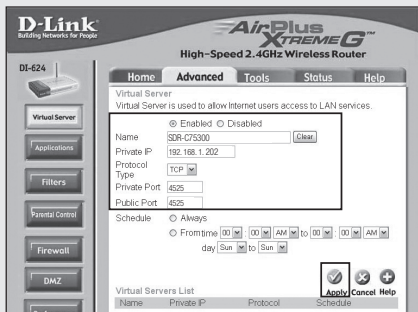 D-Link
Building Networks for People
AirPlus
XTREME G™
High-Speed 2.4GHz Wireless Router
DI-624
Home Advanced Tools Status Help
Virtual Server
Applications
Filters
Parental Control
Firewall
DMZ
Virtual Server
Virtual Server is used to allow Internet users access to LAN services.
Enabled Disabled
Name SDR-C75300 Clear
Private IP 192.168.1.202
Protocol Type TCP
Private Port 4525
Public Port 4525
Schedule Always
From time 00 : 00 AM to 00 : 00 AM
day Sun to Sun
Apply Cancel Help
Virtual Servers List
Name Private IP Protocol Schedule